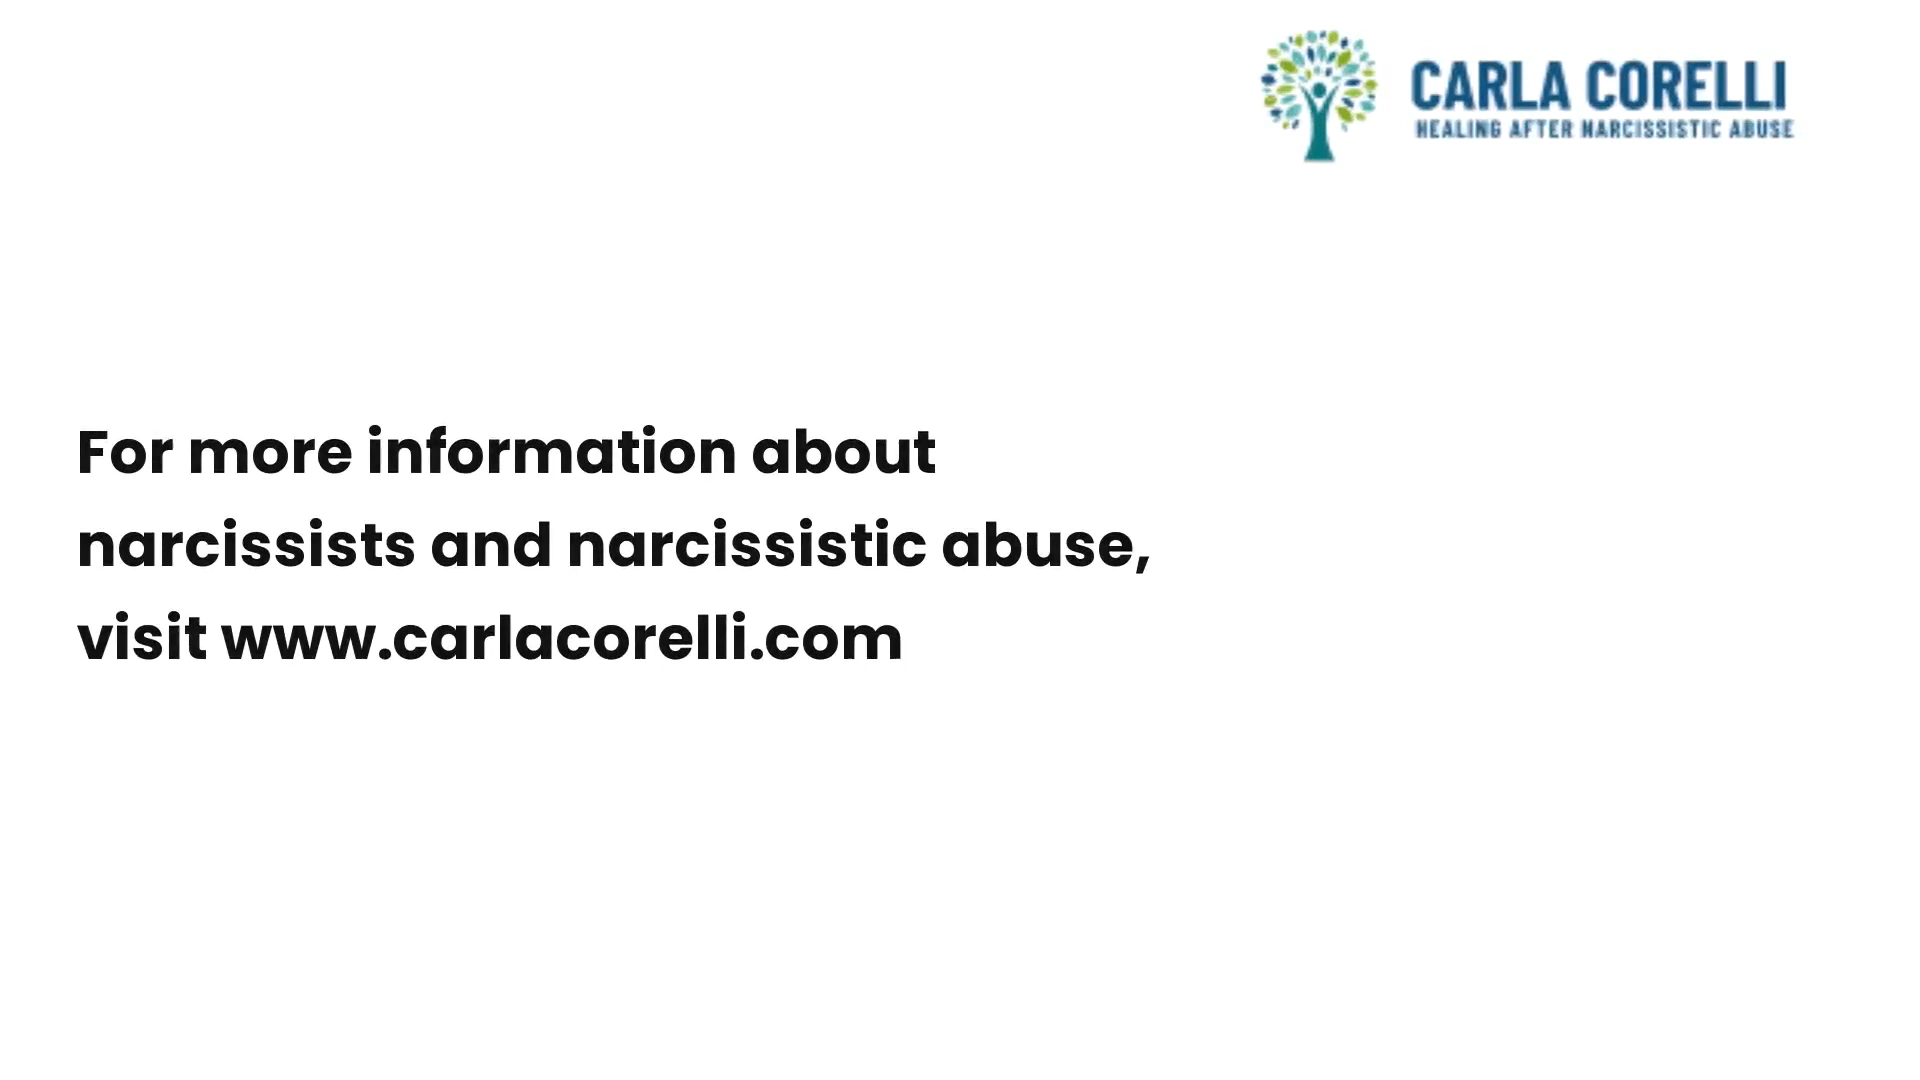 CARLA CORELLI
HEALING AFTER NARCISSISTIC ABUSE
For more information about
narcissists and narcissistic abuse,
visit www.carlacorelli.com